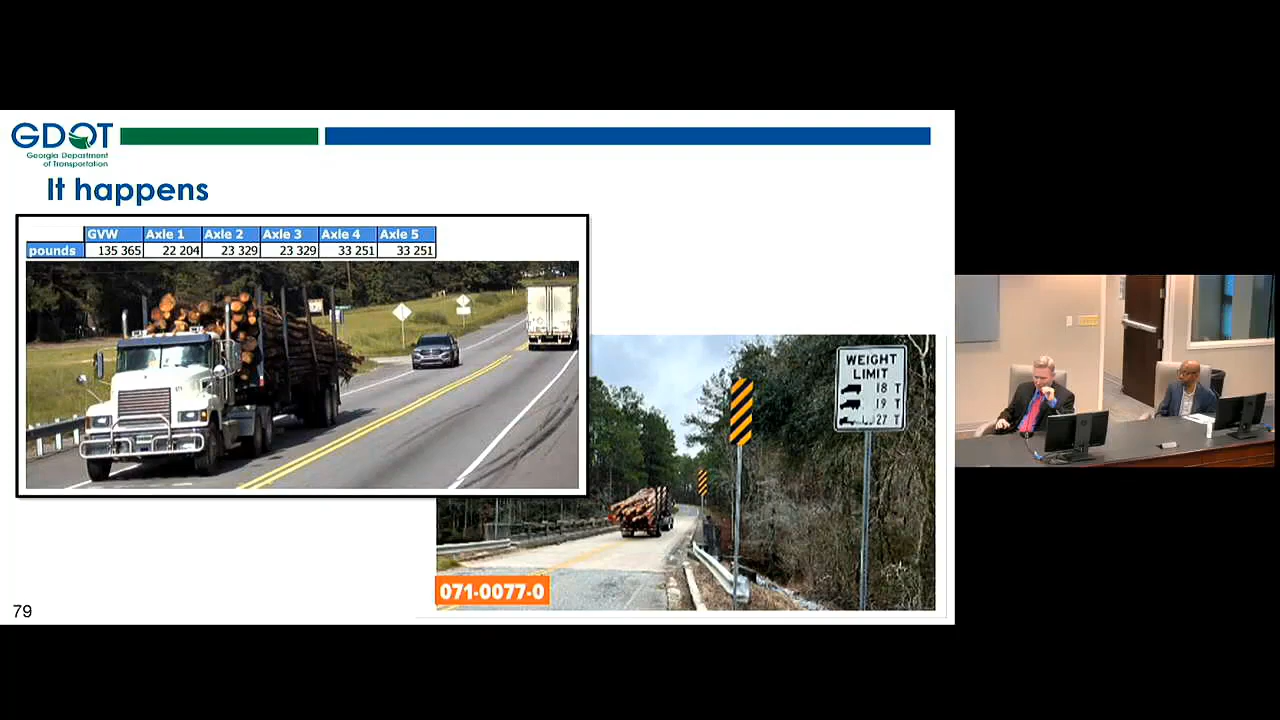 GDOT
Georgia Department
of Transportation
It happens
GVW Axle 1 Axle 2 Axle 3 Axle 4 Axle 5
pounds 135 365 22 204 23 329 23 329 33 251 33 251
WEIGHT
LIMIT
18 T
19 T
27 T
071-0077-0
79